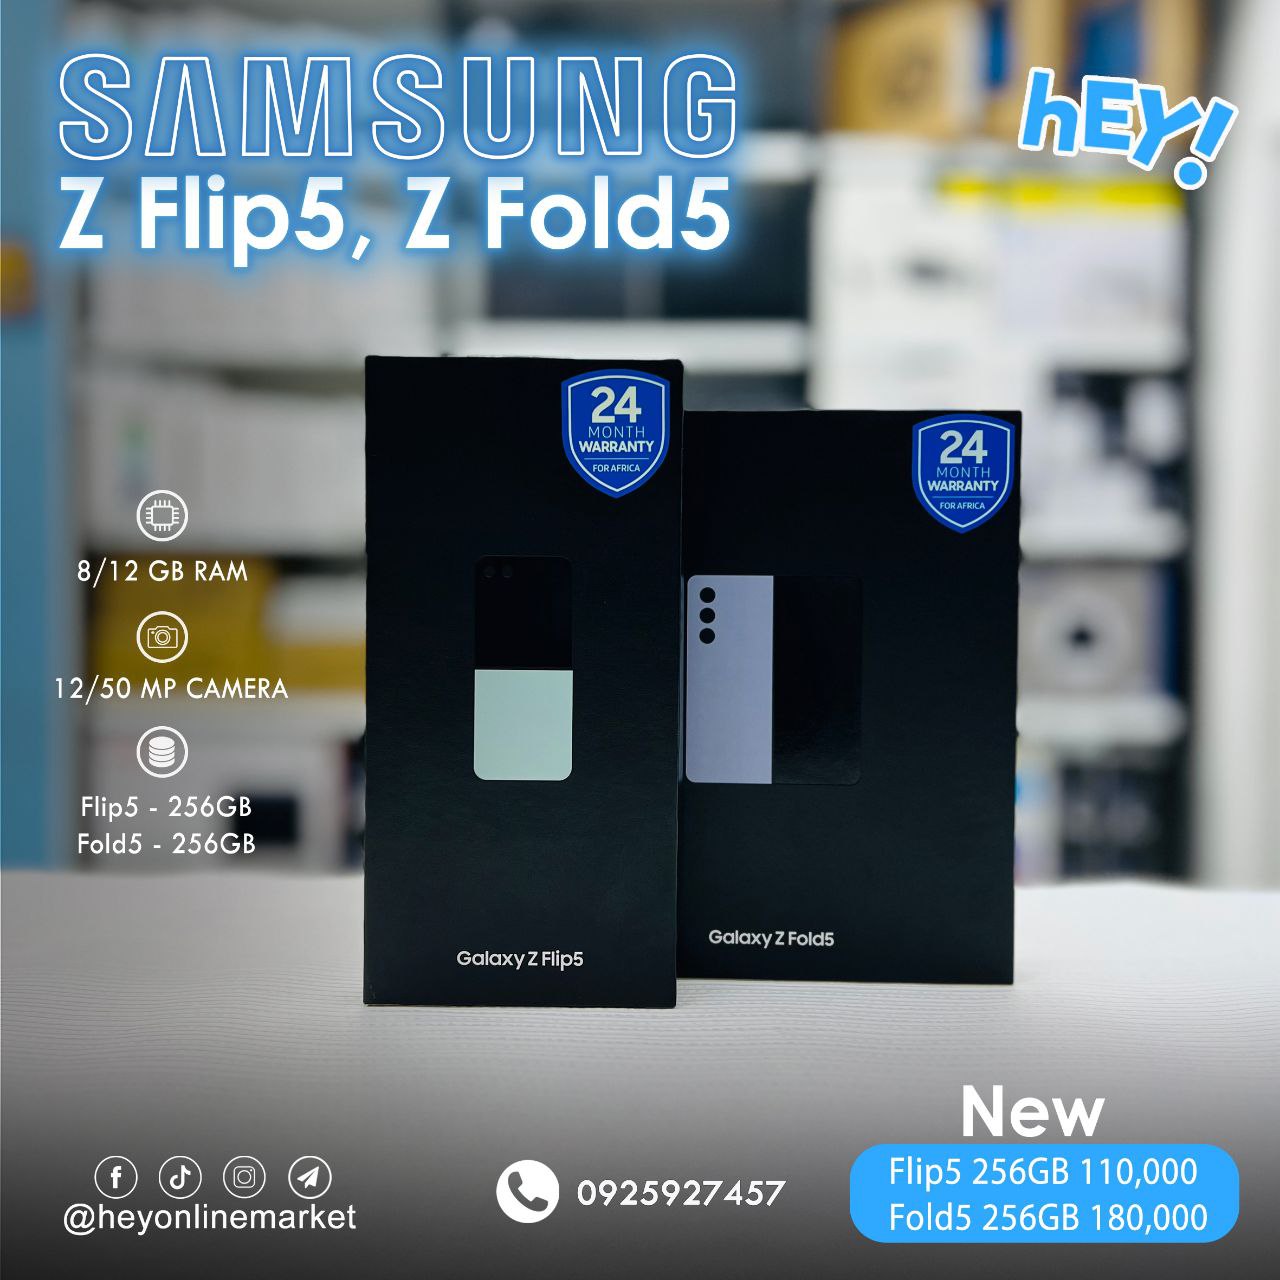 SAMSUNG
Z Flip5, Z Fold5
hEY!
24
MONTH
WARRANTY
FOR AFRICA
24
MONTH
WARRANTY
FOR AFRICA
8/12 GB RAM
12/50 MP CAMERA
Flip5 - 256GB
Fold5 - 256GB
Galaxy Z Flip5
Galaxy Z Fold5
New
Flip5 256GB 110,000
Fold5 256GB 180,000
@heyonlinemarket
0925927457